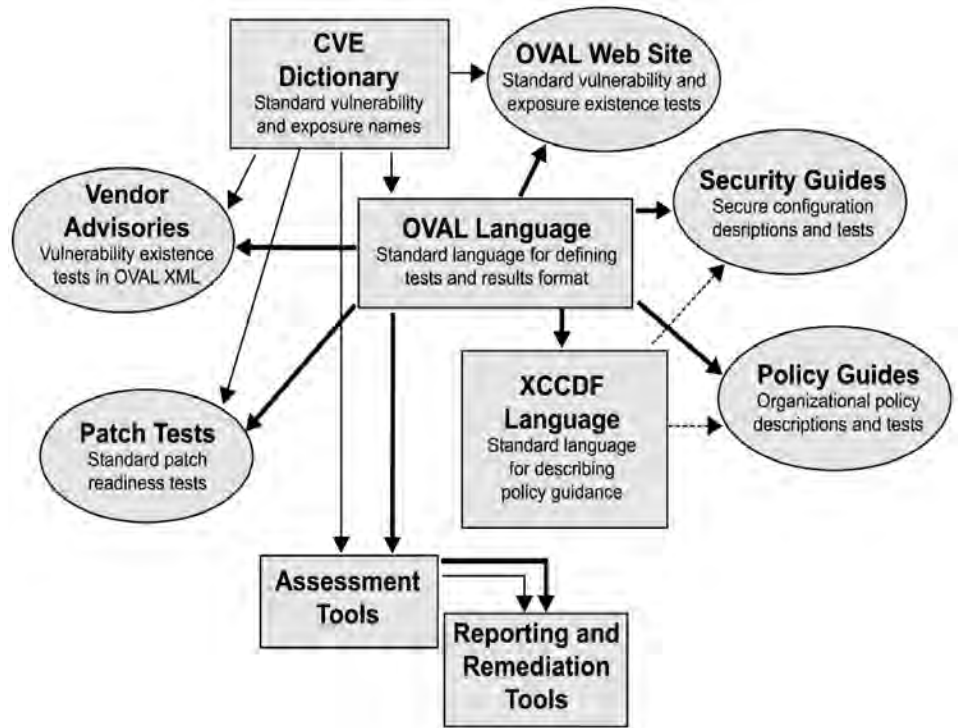 CVE
Dictionary
Standard vulnerability
and exposure names
OVAL Web Site
Standard vulnerability and
exposure existence tests
Vendor
Advisories
Vulnerability existence
tests in OVAL XML
OVAL Language
Standard language for defining
tests and results format
Security Guides
Secure configuration
desriptions and tests
XCCDF
Language
Standard language
for describing
policy guidance
Policy Guides
Organizational policy
descriptions and tests
Patch Tests
Standard patch
readiness tests
Assessment
Tools
Reporting and
Remediation
Tools